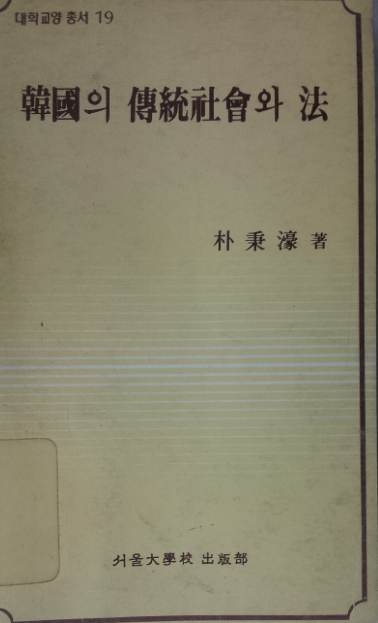 대학교양 총서 19
韓國의 傳統社會와 法
朴秉濠 著
서울大學校 出版部